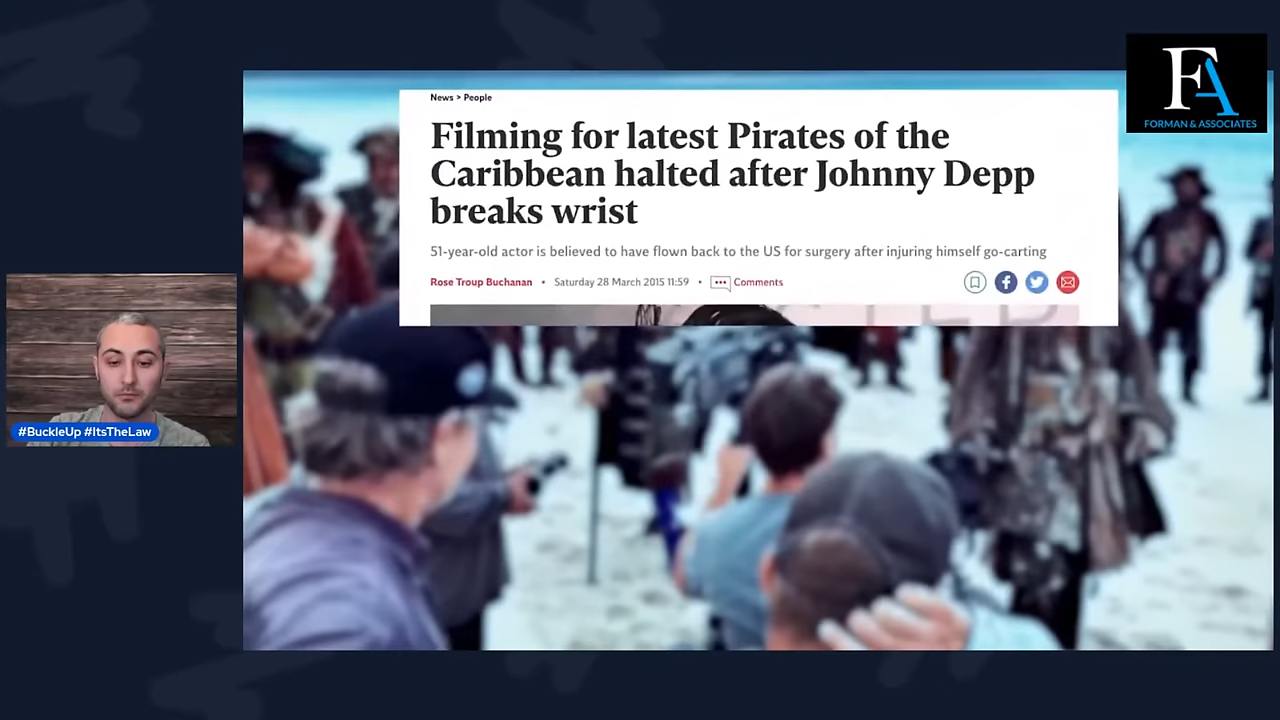 FA
FORMAN & ASSOCIATES
News > People
Filming for latest Pirates of the
Caribbean halted after Johnny Depp
breaks wrist
51-year-old actor is believed to have flown back to the US for surgery after injuring himself go-carting
Rose Troup Buchanan • Saturday 28 March 2015 11:59 • Comments
#BuckleUp #ItsTheLaw